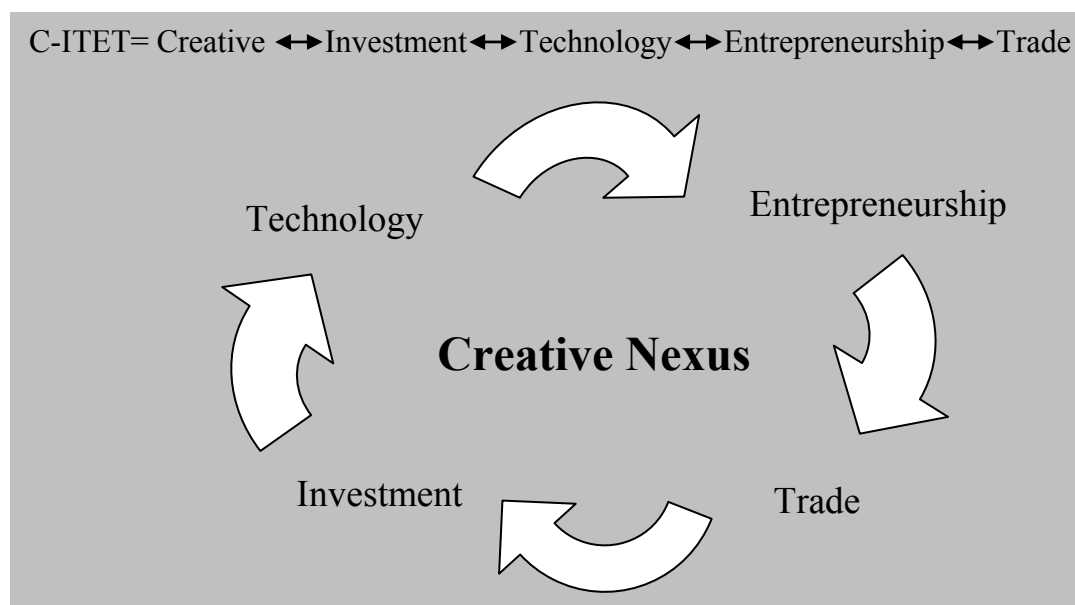 C-ITET= Creative ↔Investment↔Technology↔Entrepreneurship↔Trade
Technology
Entrepreneurship
Creative Nexus
Investment
Trade